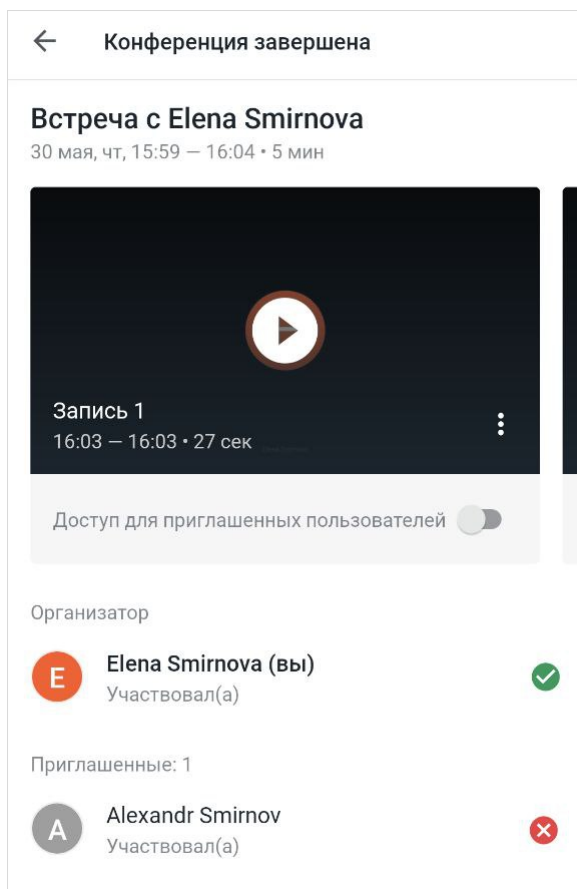 Конференция завершена
Встреча с Elena Smirnova
30 мая, чт, 15:59 — 16:04 • 5 мин
Запись 1
16:03 — 16:03 • 27 сек
Доступ для приглашенных пользователей
Организатор
E
Elena Smirnova (вы)
Участвовал(а)
Приглашенные: 1
A
Alexandr Smirnov
Участвовал(а)